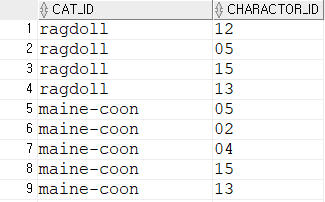 CAT_ID CHARACTOR_ID
1 ragdoll 12
2 ragdoll 05
3 ragdoll 15
4 ragdoll 13
5 maine-coon 05
6 maine-coon 02
7 maine-coon 04
8 maine-coon 15
9 maine-coon 13